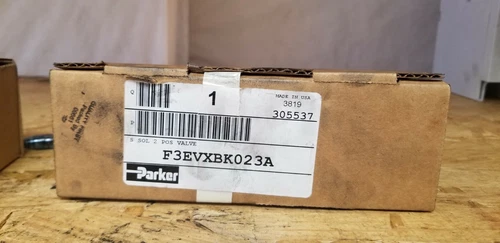 Q
1
MADE IN USA
3819
305537
P
S SOL 2 POS VALVE
F3EVXBK023A
Parker